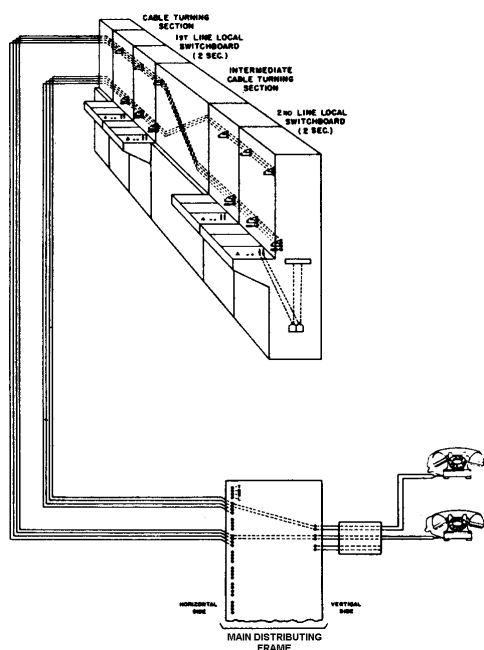 CABLE TURNING
SECTION
1ST LINE LOCAL
SWITCHBOARD
(2 SEC.)
INTERMEDIATE
CABLE TURNING
SECTION
2ND LINE LOCAL
SWITCHBOARD
(2 SEC.)
HORIZONTAL
SIDE
VERTICAL
SIDE
MAIN DISTRIBUTING
FRAME